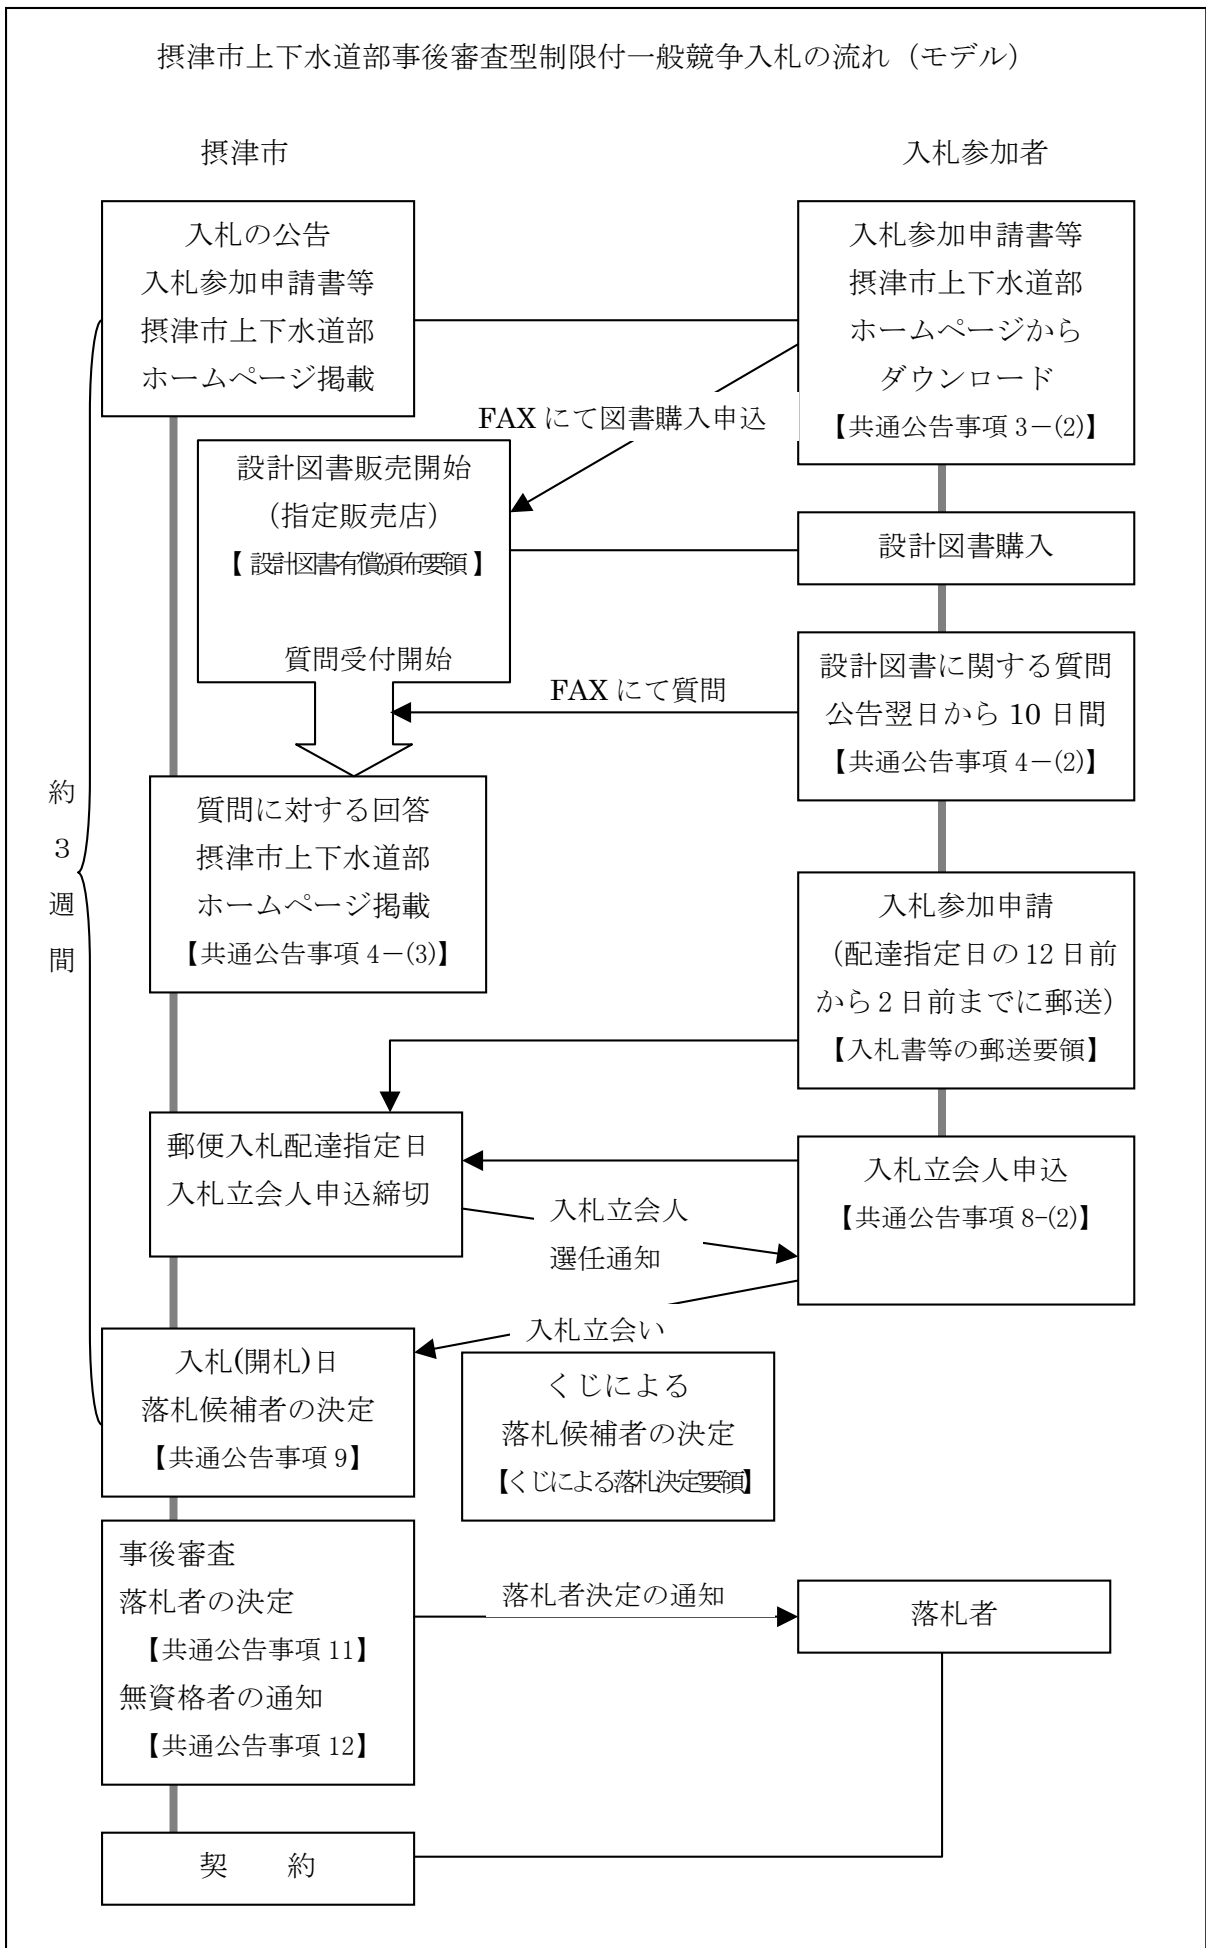 摂津市上下水道部事後審査型制限付一般競争入札の流れ（モデル）
摂津市
入札参加者
入札の公告
入札参加申請書等
摂津市上下水道部
ホームページ掲載
入札参加申請書等
摂津市上下水道部
ホームページから
ダウンロード
【共通公告事項 3－(2)】
FAX にて図書購入申込
設計図書販売開始
（指定販売店）
【 設計図書有償頒布要領 】
設計図書購入
質問受付開始
FAX にて質問
設計図書に関する質問
公告翌日から 10 日間
【共通公告事項 4－(2)】
約
３
週
間
質問に対する回答
摂津市上下水道部
ホームページ掲載
【共通公告事項 4－(3)】
入札参加申請
（配達指定日の 12 日前
から 2 日前までに郵送）
【入札書等の郵送要領】
郵便入札配達指定日
入札立会人申込締切
入札立会人申込
【共通公告事項 8-(2)】
入札立会人
選任通知
入札立会い
入札(開札)日
落札候補者の決定
【共通公告事項 9】
くじによる
落札候補者の決定
【くじによる落札決定要領】
事後審査
落札者の決定
【共通公告事項 11】
無資格者の通知
【共通公告事項 12】
落札者決定の通知
落札者
契　　約